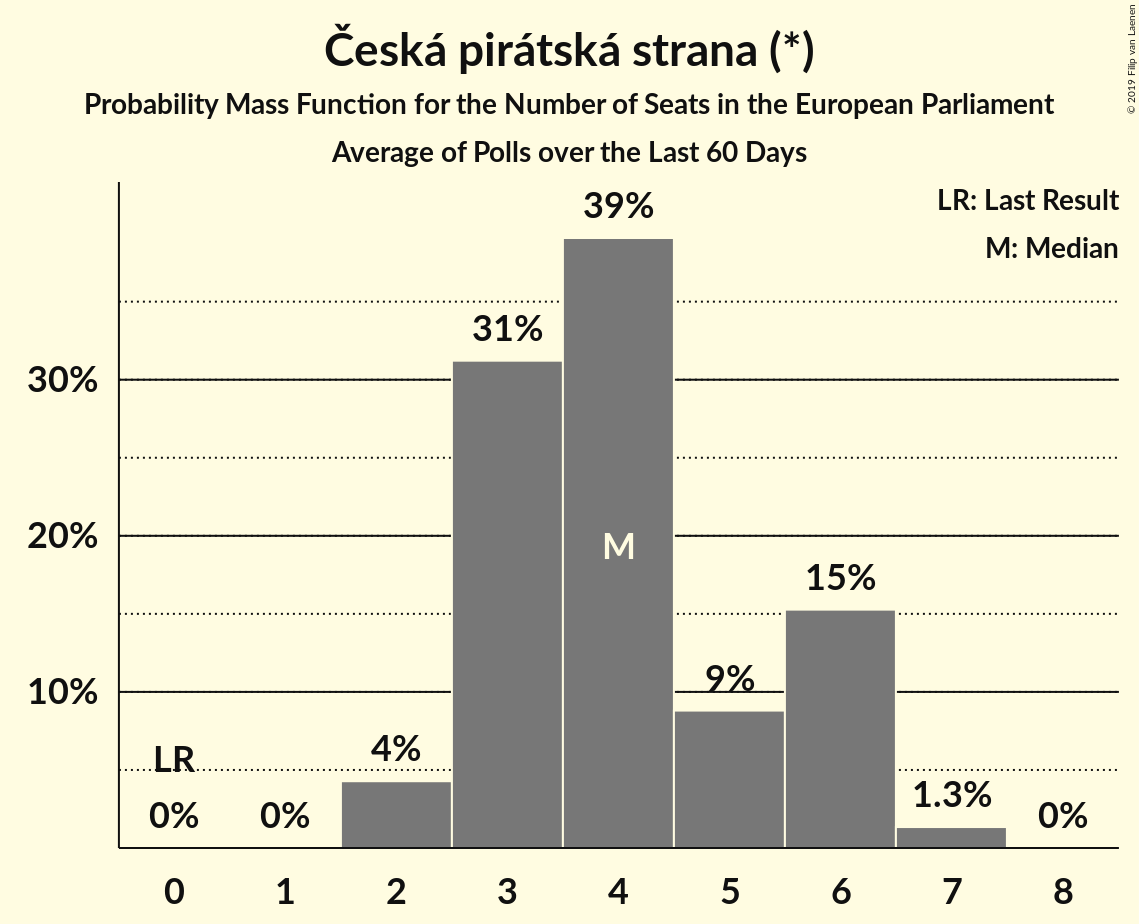 Česká pirátská strana (*)
Probability Mass Function for the Number of Seats in the European Parliament
Average of Polls over the Last 60 Days
© 2019 Filip van Laenen
LR: Last Result
M: Median
39%
31%
30%
20%
M
15%
10%
9%
LR
4%
0%
0%
1.3%
0%
0 1 2 3 4 5 6 7 8